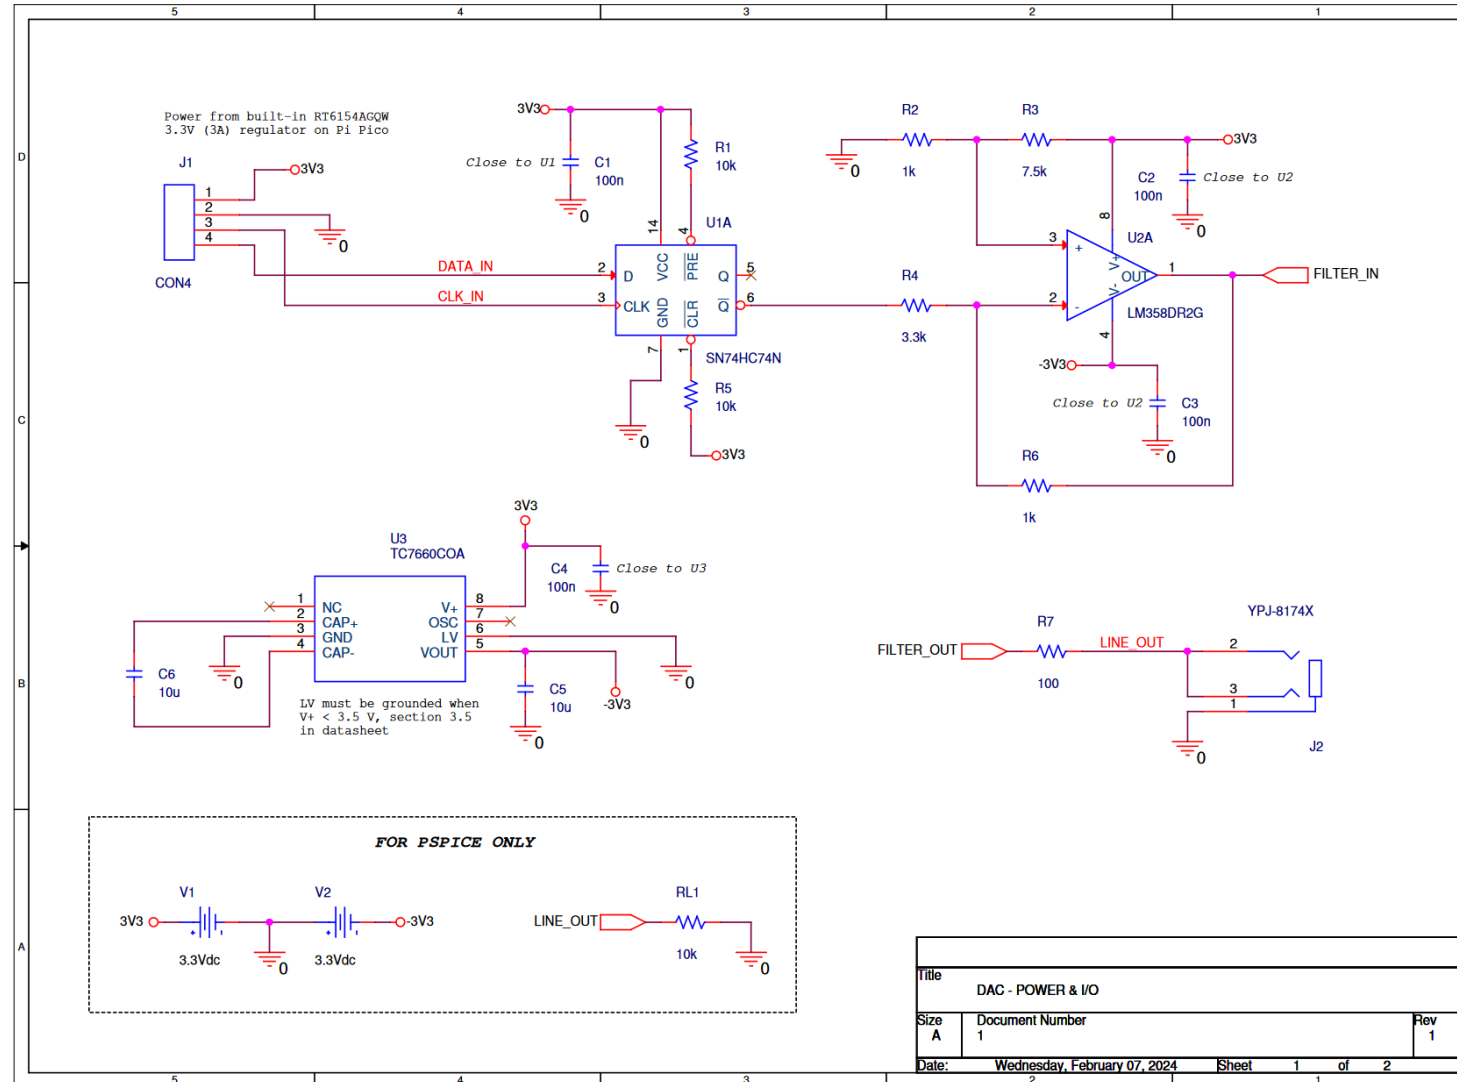 5 4 3 2 1
D
C
B
A
Power from built-in RT6154AGQW
3.3V (3A) regulator on Pi Pico
J1
3V3
1
2
3
4
0
CON4
DATA_IN
CLK_IN
3V3
Close to U1
C1
100n
0
R1
10k
U1A
14
4
2
3
D
CLK
VCC
PRE
GND
CLR
Q
Q
5
6
7
1
SN74HC74N
0
R5
10k
3V3
R2
1k
0
R3
7.5k
3V3
C2
100n
Close to U2
0
8
U2A
3
+
V+
OUT
1
V-
2
-
4
LM358DR2G
FILTER_IN
R4
3.3k
-3V3
Close to U2
C3
100n
0
R6
1k
3V3
U3
TC7660COA
C4
100n
Close to U3
0
1
2
3
4
NC
CAP+
GND
CAP-
V+
OSC
LV
VOUT
8
7
6
5
C6
10u
0
C5
10u
0
-3V3
0
LV must be grounded when
V+ < 3.5 V, section 3.5
in datasheet
YPJ-8174X
FILTER_OUT
R7
100
LINE_OUT
2
3
1
0
J2
FOR PSPICE ONLY
V1
V2
3V3
-3V3
+ -
+ -
3.3Vdc
3.3Vdc
0
LINE_OUT
RL1
10k
0
Title
DAC - POWER & I/O
Size
A
Document Number
1
Rev
1
Date:
Wednesday, February 07, 2024
Sheet 1 of 2
5 4 3 2 1